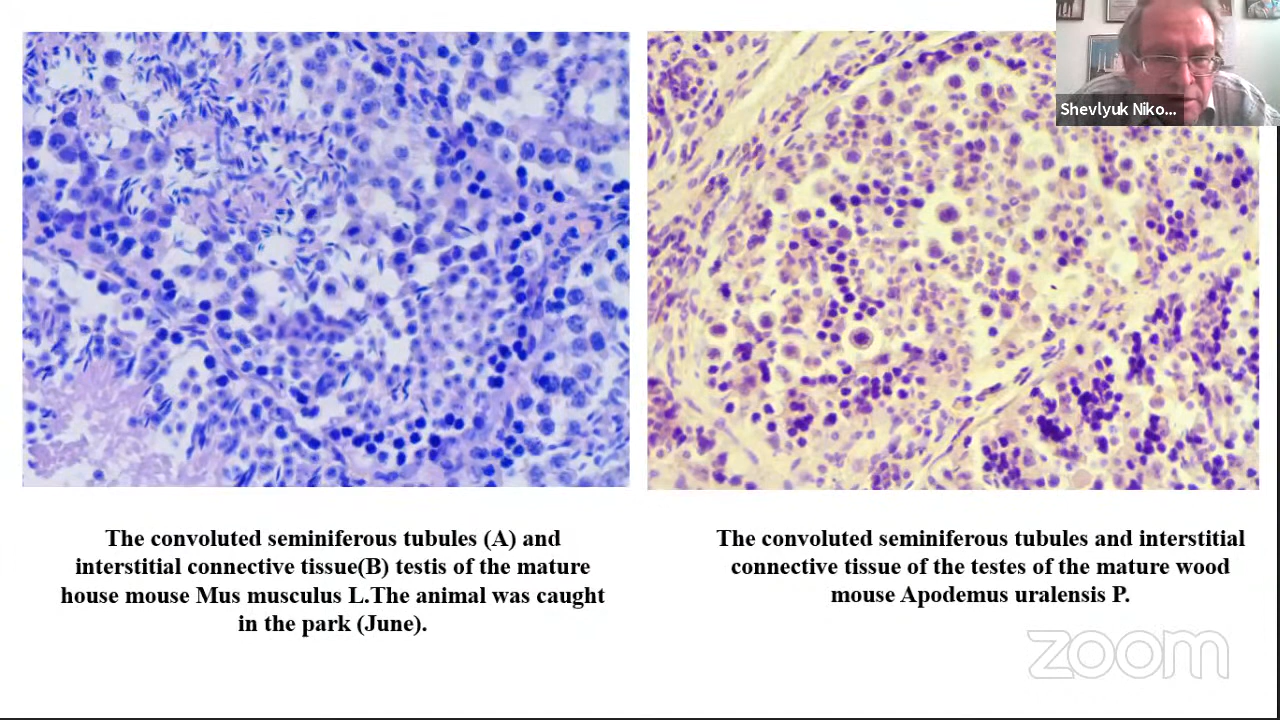 Shevlyuk Niko...
The convoluted seminiferous tubules (A) and
interstitial connective tissue(B) testis of the mature
house mouse Mus musculus L.The animal was caught
in the park (June).
The convoluted seminiferous tubules and interstitial
connective tissue of the testes of the mature wood
mouse Apodemus uralensis P.
zoom